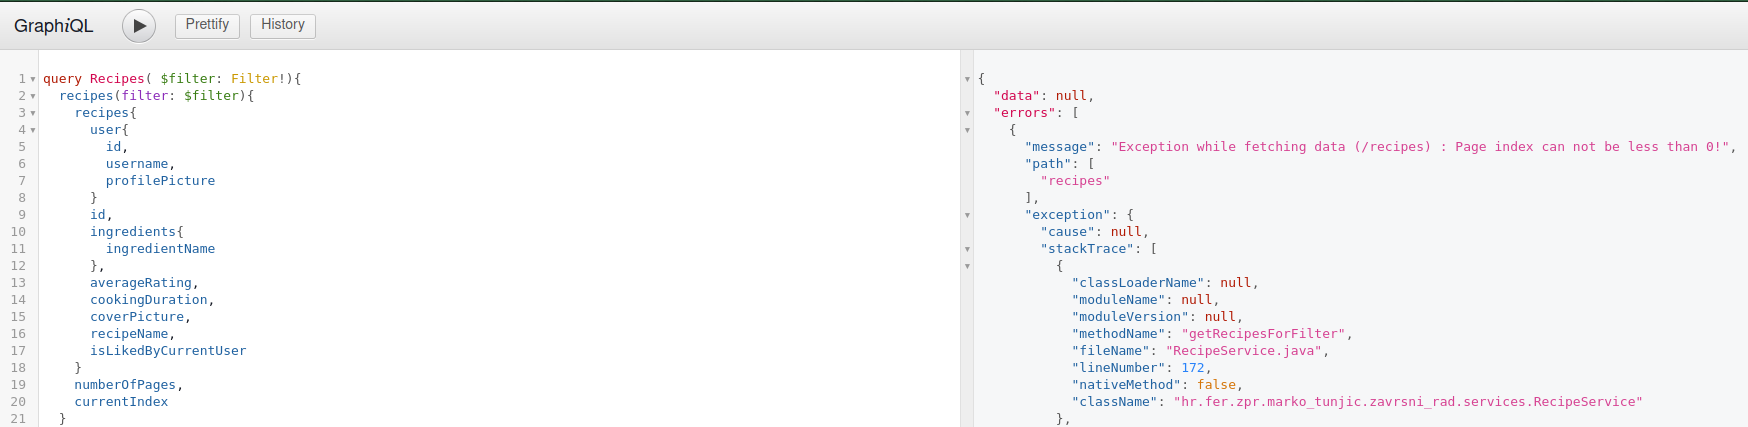 GraphiQL
Prettify
History
1 query Recipes( $filter: Filter!){
2 recipes(filter: $filter){
3 recipes{
4 user{
5 id,
6 username,
7 profilePicture
8 }
9 id,
10 ingredients{
11 ingredientName
12 },
13 averageRating,
14 cookingDuration,
15 coverPicture,
16 recipeName,
17 isLikedByCurrentUser
18 }
19 numberOfPages,
20 currentIndex
21 }
{
"data": null,
"errors": [
{
"message": "Exception while fetching data (/recipes) : Page index can not be less than 0!",
"path": [
"recipes"
],
"exception": {
"cause": null,
"stackTrace": [
{
"classLoaderName": null,
"moduleName": null,
"moduleVersion": null,
"methodName": "getRecipesForFilter",
"fileName": "RecipeService.java",
"lineNumber": 172,
"nativeMethod": false,
"className": "hr.fer.zpr.marko_tunjic.zavrsni_rad.services.RecipeService"
},